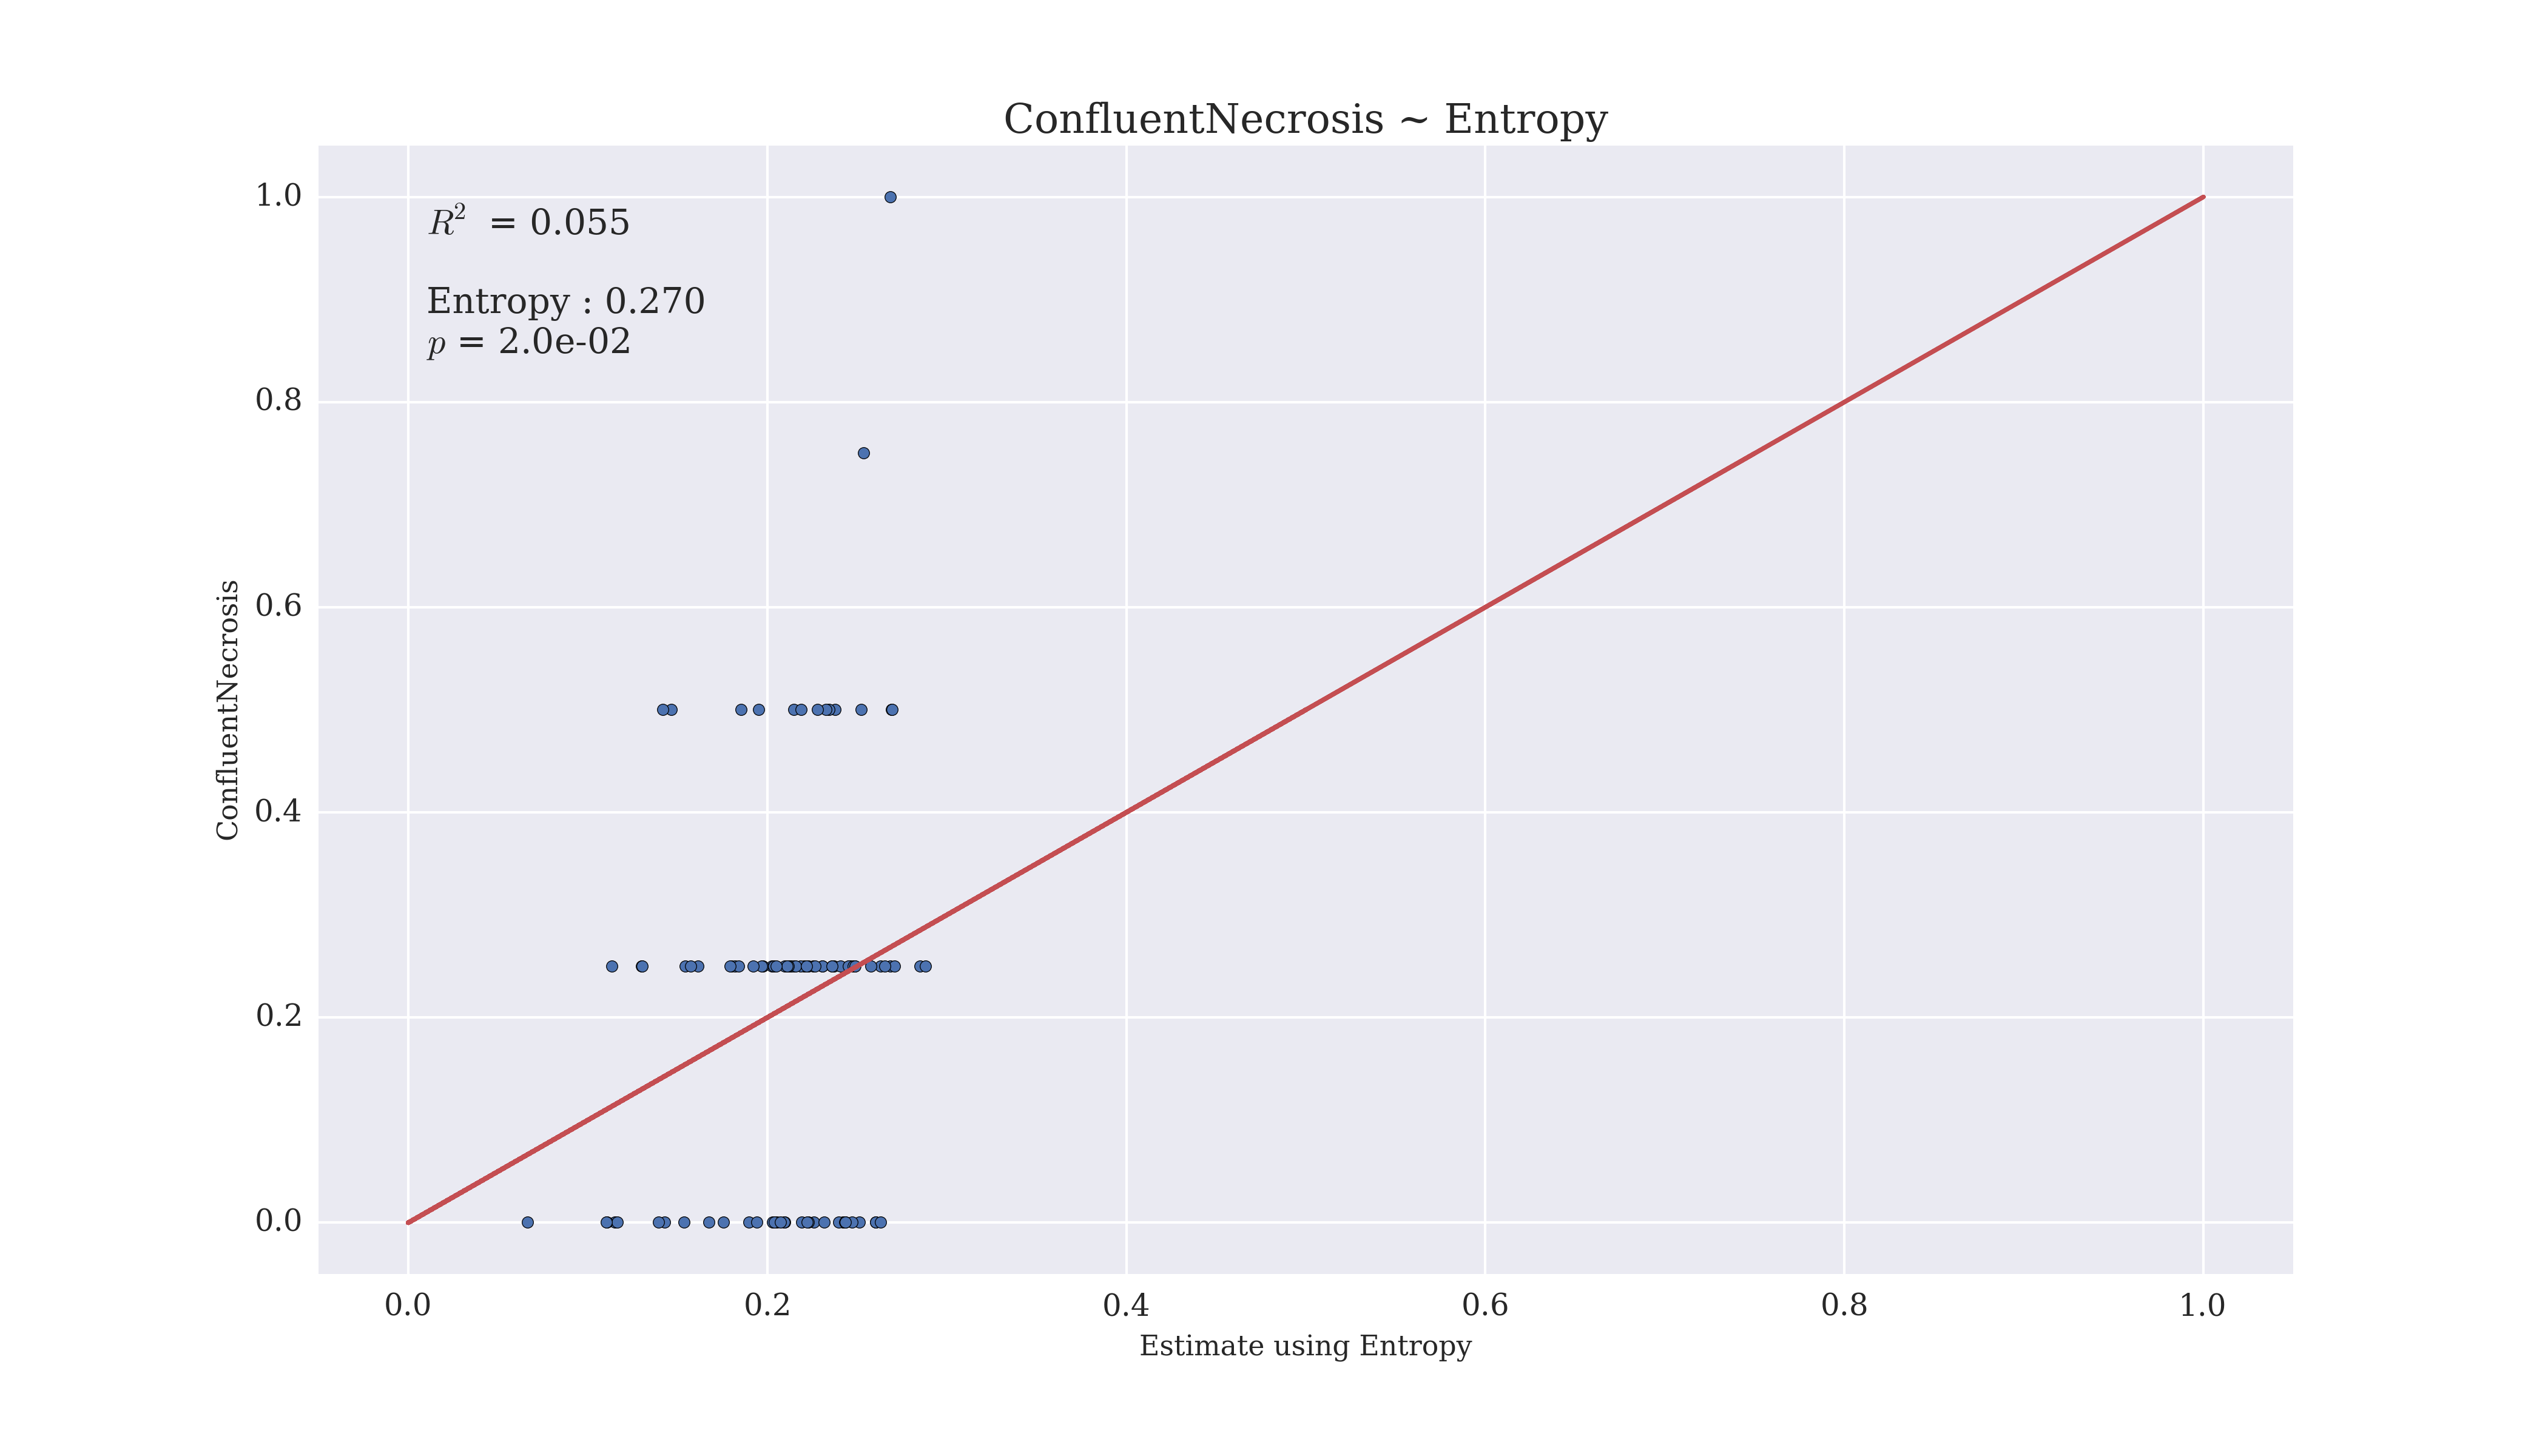 ConfluentNecrosis ~ Entropy
1.0
R² = 0.055
Entropy : 0.270
p = 2.0e-02
0.8
0.6
ConfluentNecrosis
0.4
0.2
0.0
0.0 0.2 0.4 0.6 0.8 1.0
Estimate using Entropy